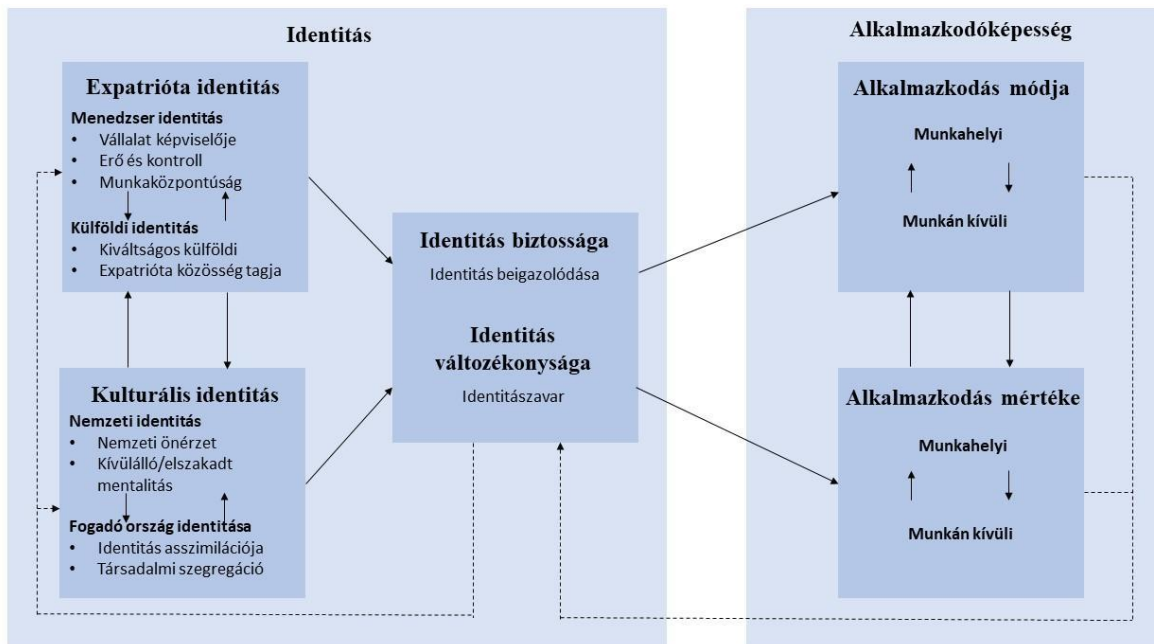 Identitás
Expatrióta identitás
Menedzser identitás
• Vállalat képviselője
• Erő és kontroll
• Munkaközpontúság
Külföldi identitás
• Kiváltságos külföldi
• Expatrióta közösség tagja
Kulturális identitás
Nemzeti identitás
• Nemzeti önérzet
• Kívülálló/elszakadt
mentalitás
Fogadó ország identitása
• Identitás asszimilációja
• Társadalmi szegregáció
Identitás biztossága
Identitás beigazolódása
Identitás
változékonysága
Identitászavar
Alkalmazkodóképesség
Alkalmazkodás módja
Munkahelyi
Munkán kívüli
Alkalmazkodás mértéke
Munkahelyi
Munkán kívüli